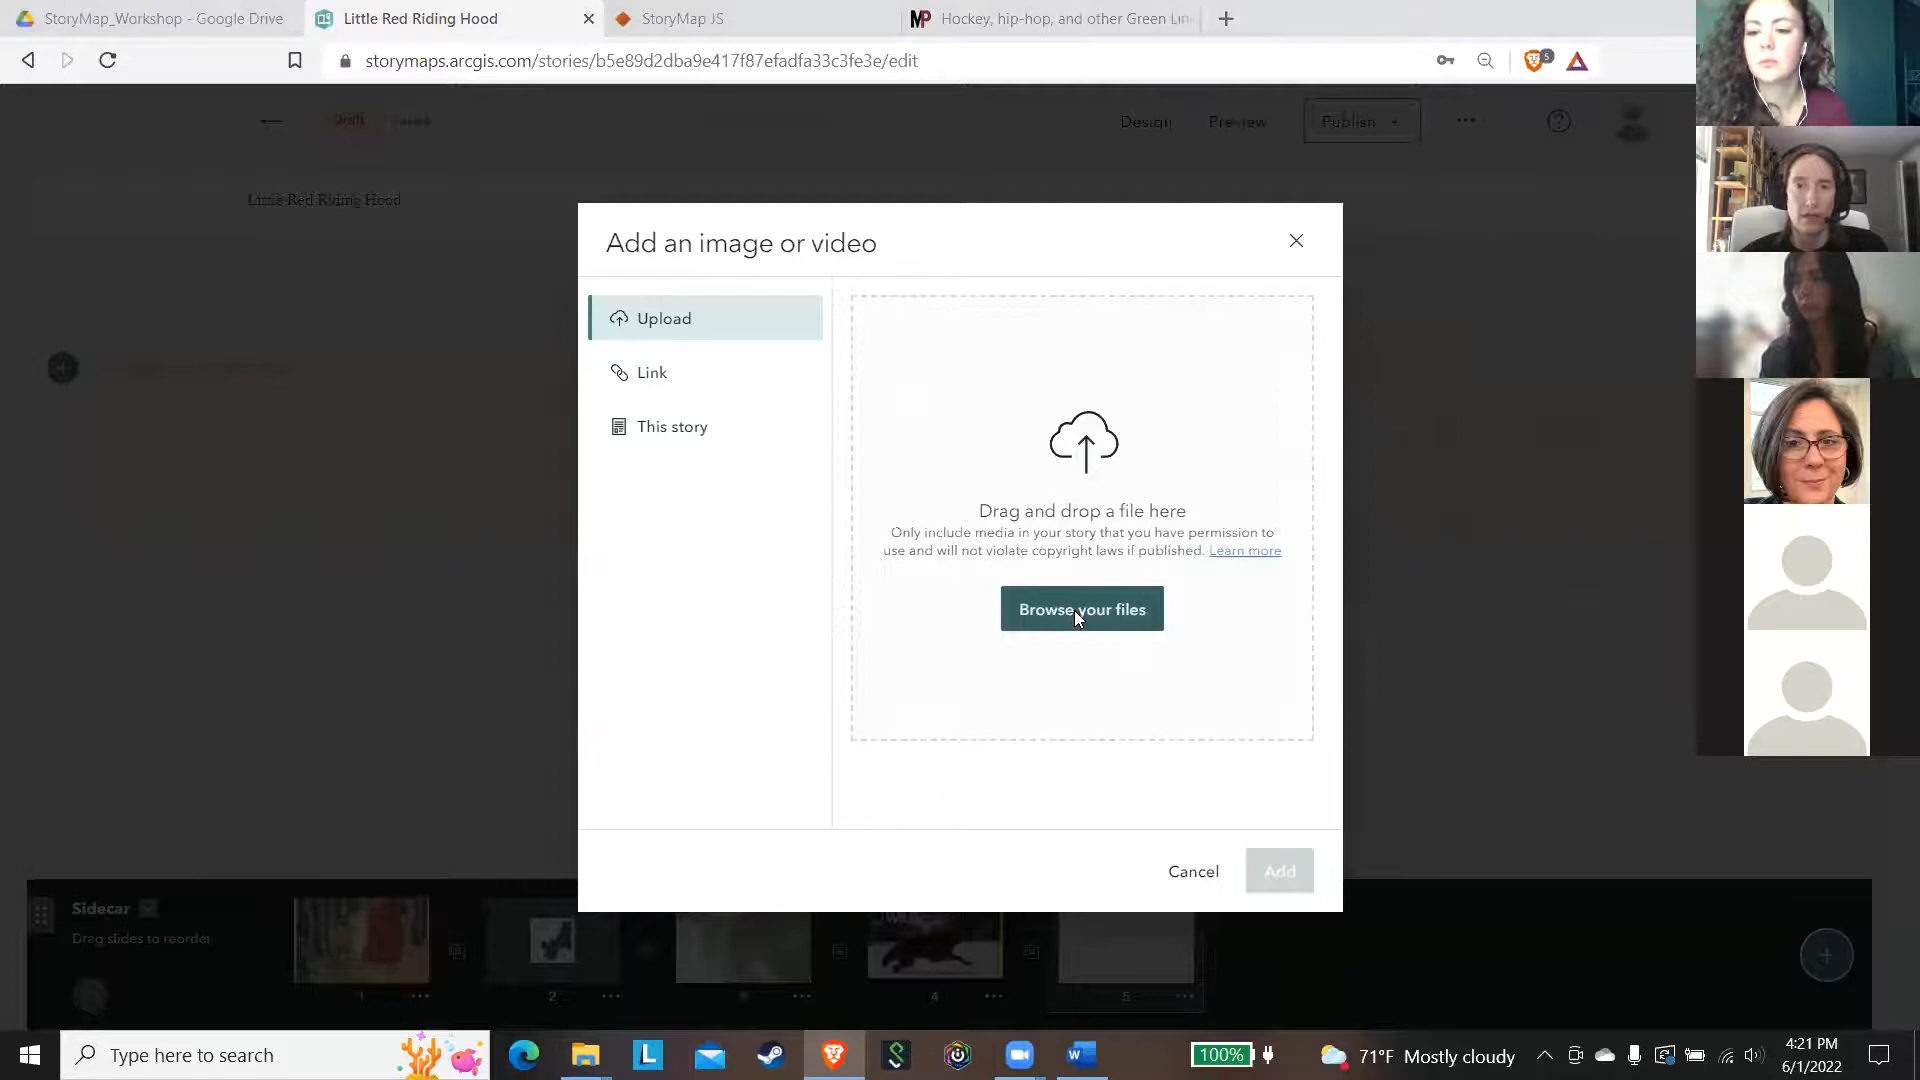 StoryMap_Workshop - Google Drive
Little Red Riding Hood
StoryMap JS
Hockey, hip-hop, and other Green Lin
storymaps.arcgis.com/stories/b5e89d2dba9e417f87efadfa33c3fe3e/edit
5
Draft
Saved
Design
Preview
Publish
Little Red Riding Hood
Add an image or video
Upload
Link
This story
Drag and drop a file here
Only include media in your story that you have permission to
use and will not violate copyright laws if published. Learn more
Browse your files
Cancel
Add
Sidecar
Drag slides to reorder
1
2
3
4
5
Type here to search
100%
71°F Mostly cloudy
4:21 PM
6/1/2022